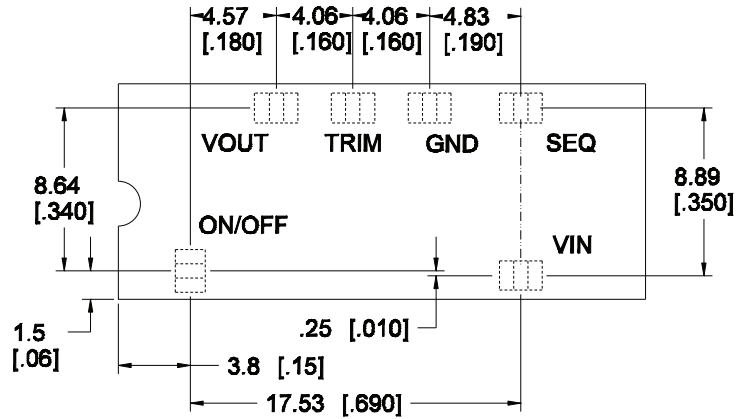 4.57 4.06 4.06 4.83
[.180] [.160] [.160] [.190]
VOUT TRIM GND SEQ
8.64
[.340]
8.89
[.350]
ON/OFF
VIN
1.5
[.06]
.25 [.010]
3.8 [.15]
17.53 [.690]